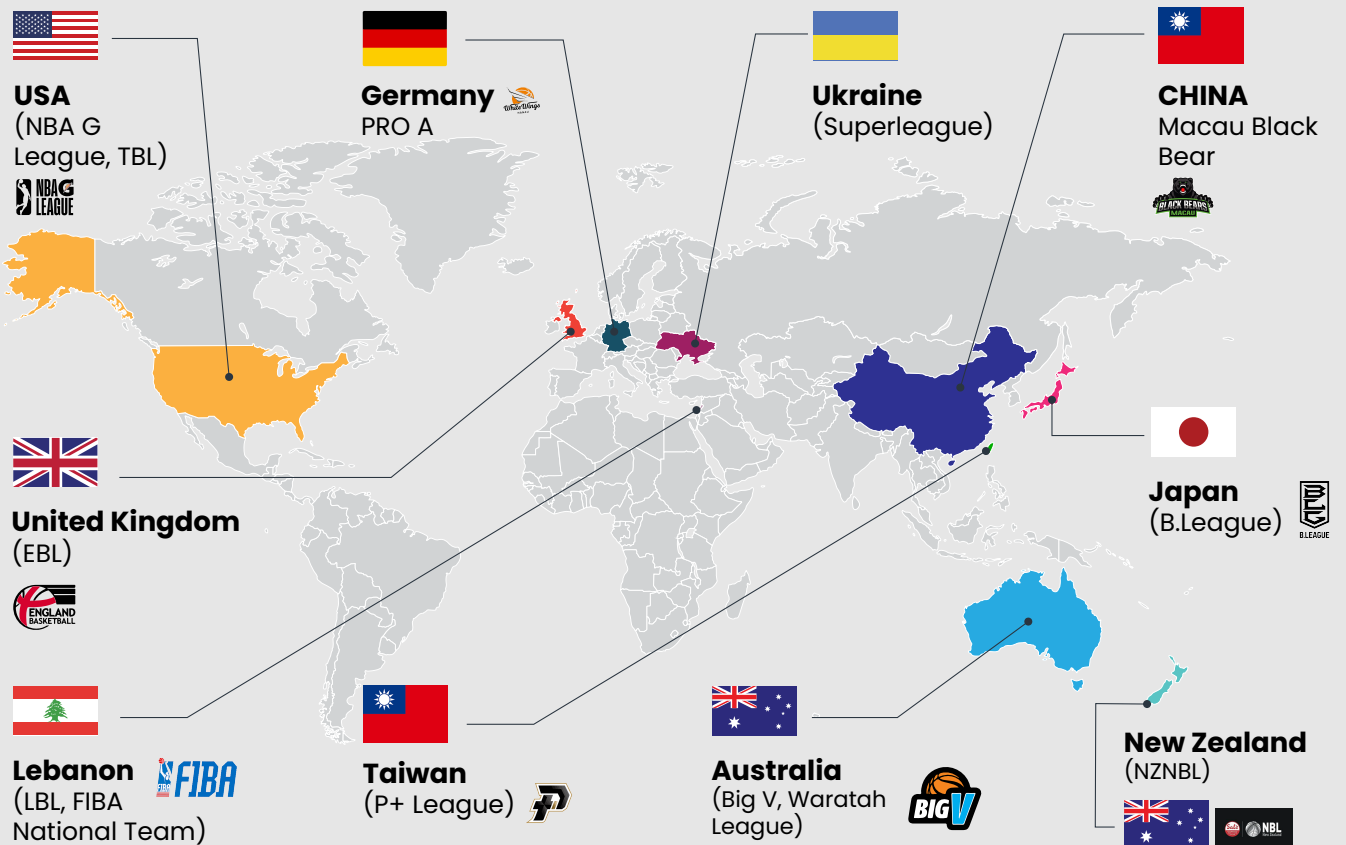 USA
(NBA G
League, TBL)
NBA G
LEAGUE
Germany
White Wings
PRO A
Ukraine
(Superleague)
CHINA
Macau Black
Bear
BLACK BEARS
MACAU
United Kingdom
(EBL)
ENGLAND
BASKETBALL
Japan
(B.League)
B.LEAGUE
Lebanon
FIBA
(LBL, FIBA
National Team)
Taiwan
(P+ League)
Australia
(Big V, Waratah
League)
BIG V
New Zealand
(NZNBL)
NBL